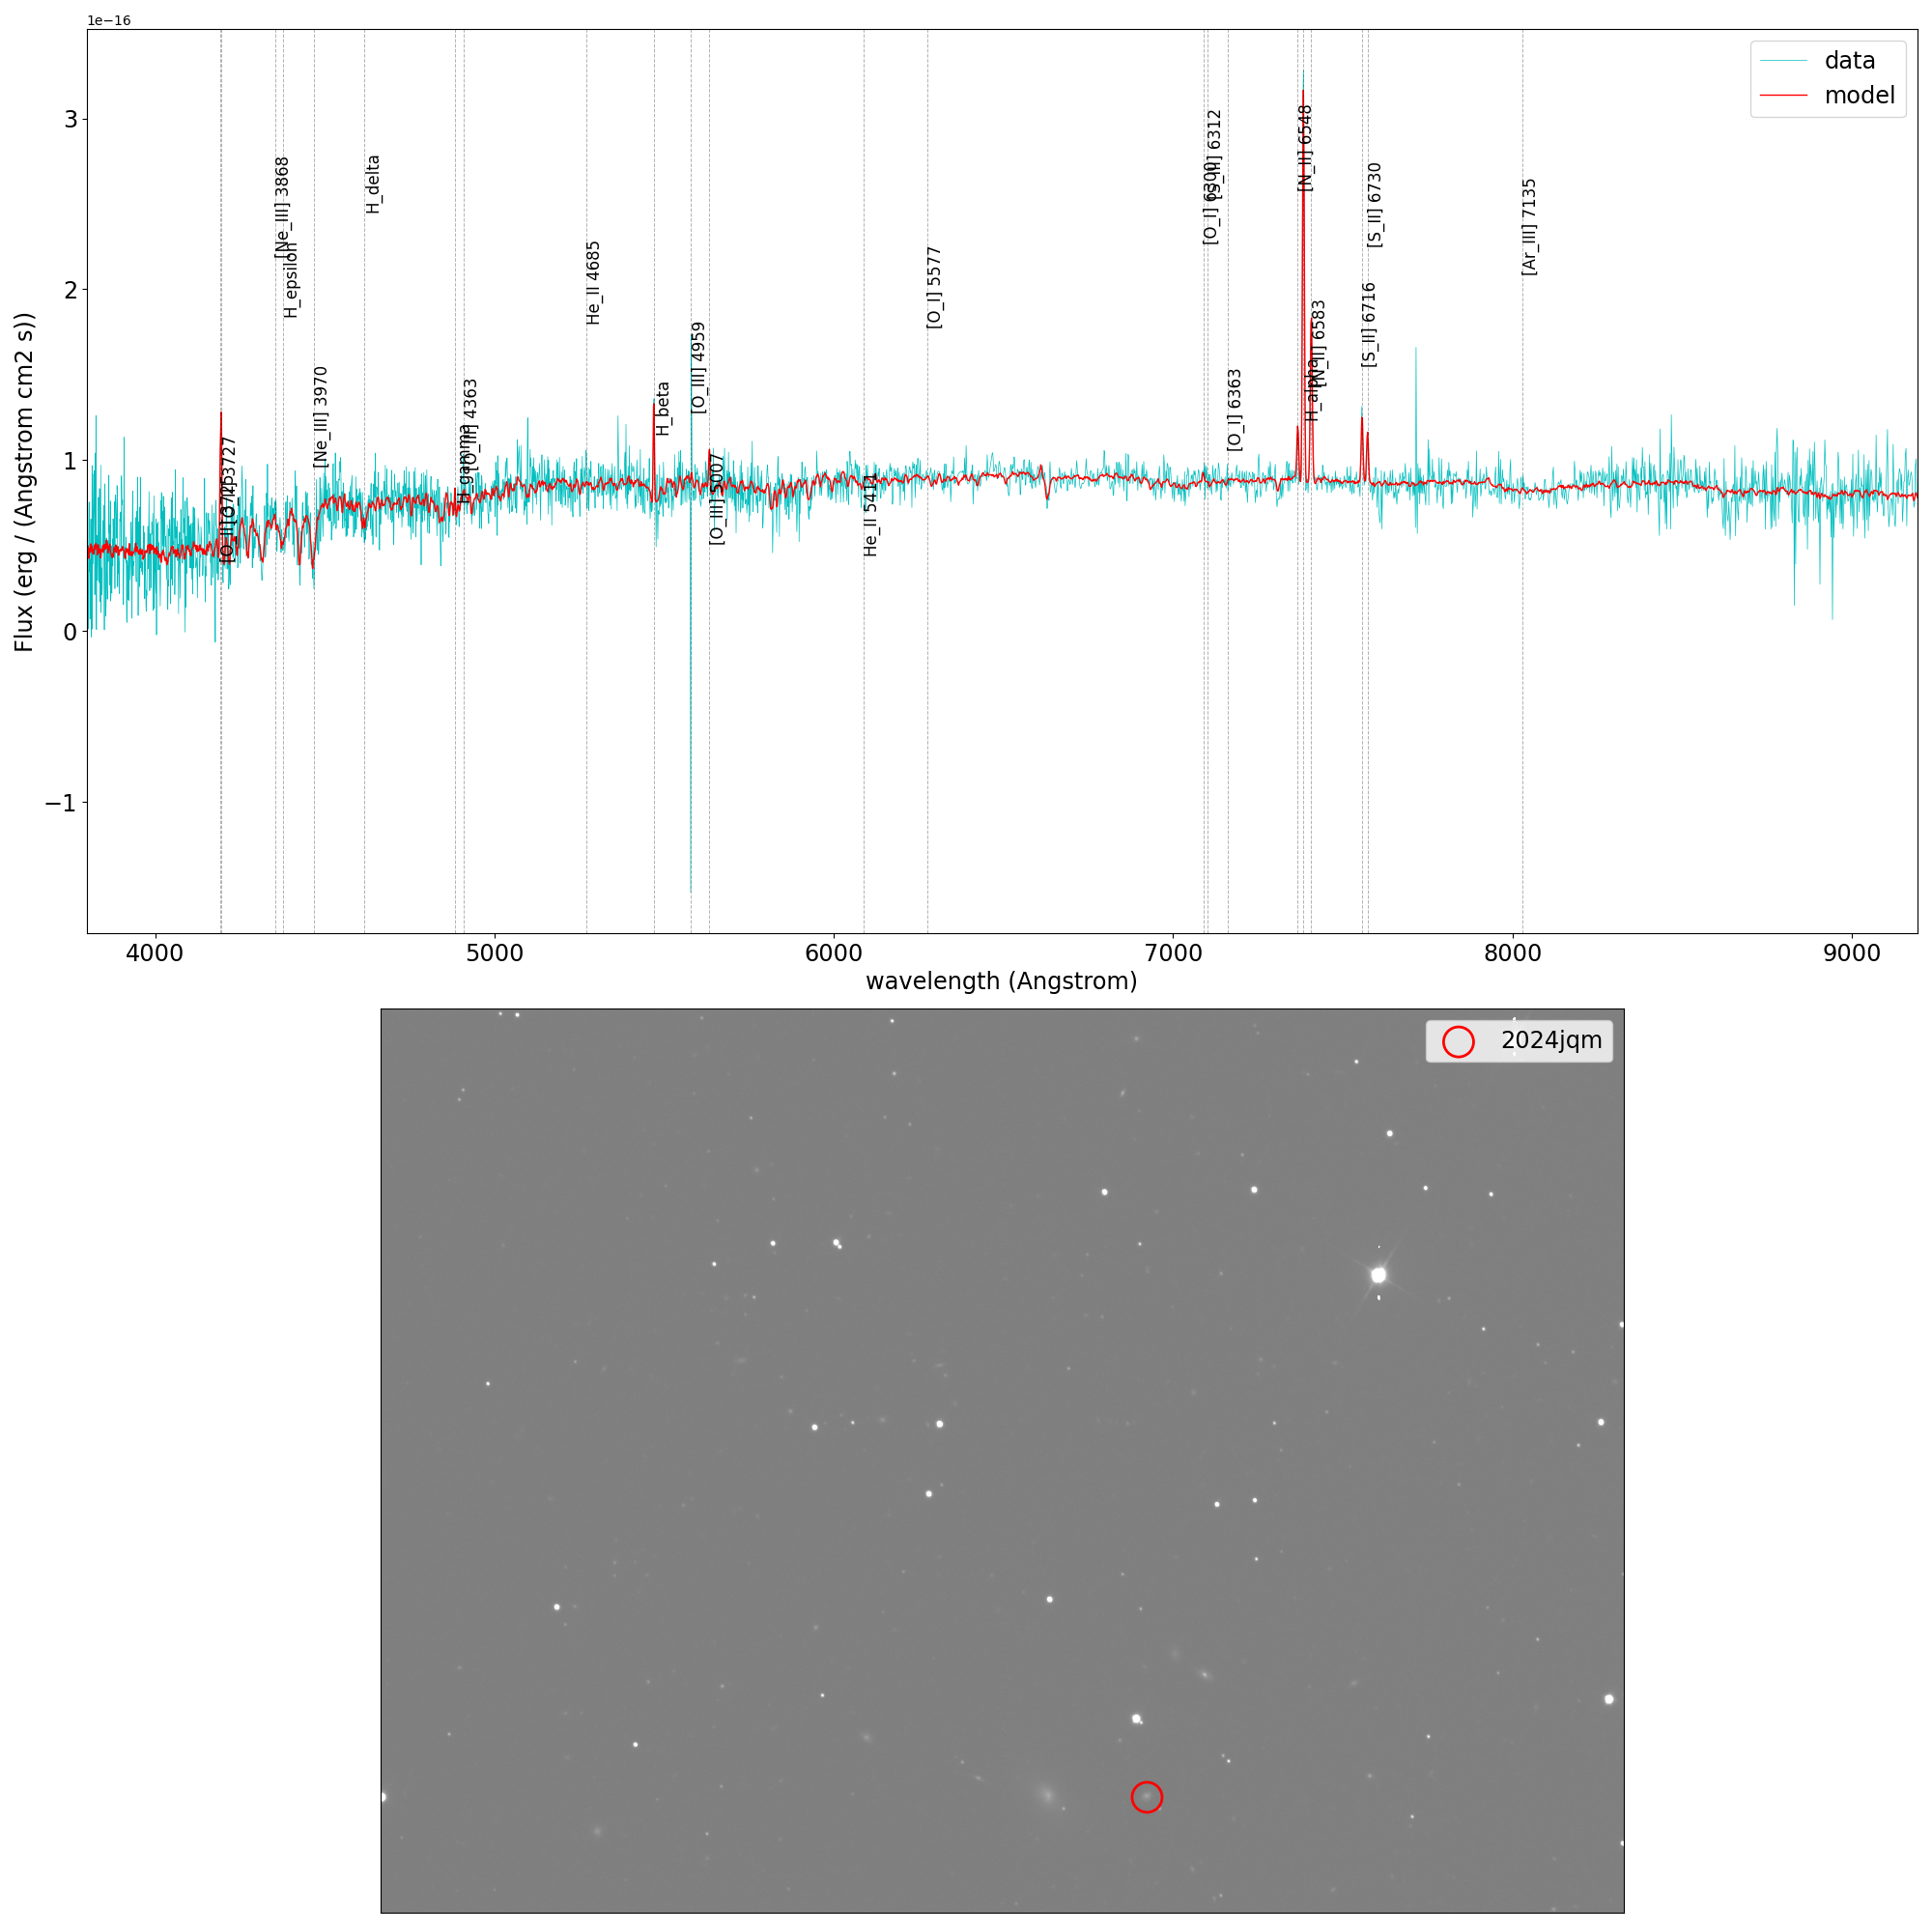 1e−16
data
model
3
2
1
0
−1
Flux (erg / (Angstrom cm2 s))
[Ne_III] 3868
H_epsilon
[Ne_III] 3970
H_delta
H_gamma
[O_III] 4363
He_II 4685
H_beta
[O_III] 4959
[O_III] 5007
He_II 5412
[O_I] 5577
[O_I] 6300
[S_III] 6312
[O_I] 6363
[N_II] 6548
H_alpha
[N_II] 6583
[S_II] 6716
[S_II] 6730
[Ar_III] 7135
4000
5000
6000
7000
8000
9000
wavelength (Angstrom)
2024jqm